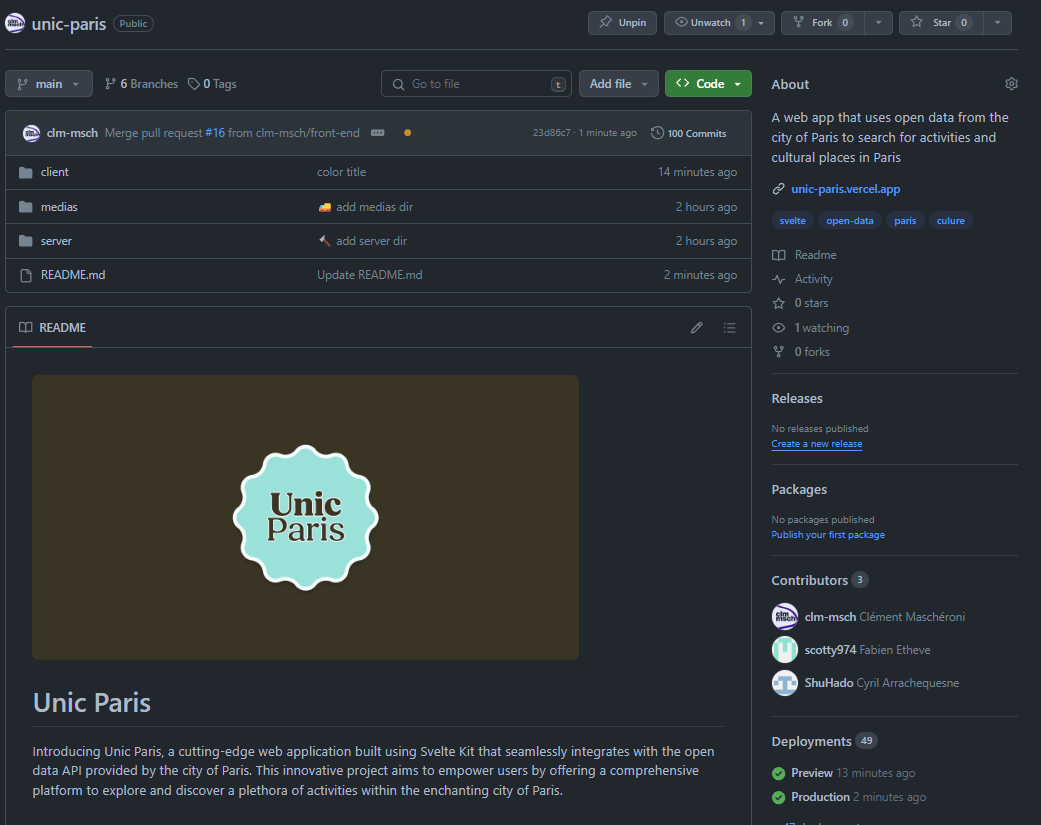 unic-paris Public Unpin Unwatch 1 Fork 0 Star 0
main 6 Branches 0 Tags Go to file t Add file Code
clm-msch Merge pull request #16 from clm-msch/front-end 23d86c7 · 1 minute ago 100 Commits
client color title 14 minutes ago
medias add medias dir 2 hours ago
server add server dir 2 hours ago
README.md Update README.md 2 minutes ago
README
Unic
Paris
Unic Paris
Introducing Unic Paris, a cutting-edge web application built using Svelte Kit that seamlessly integrates with the open
data API provided by the city of Paris. This innovative project aims to empower users by offering a comprehensive
platform to explore and discover a plethora of activities within the enchanting city of Paris.
About
A web app that uses open data from the
city of Paris to search for activities and
cultural places in Paris
unic-paris.vercel.app
svelte open-data paris culure
Readme
Activity
0 stars
1 watching
0 forks
Releases
No releases published
Create a new release
Packages
No packages published
Publish your first package
Contributors 3
clm-msch Clément Maschéroni
scotty974 Fabien Etheve
ShuHado Cyril Arrachequesne
Deployments 49
Preview 13 minutes ago
Production 2 minutes ago